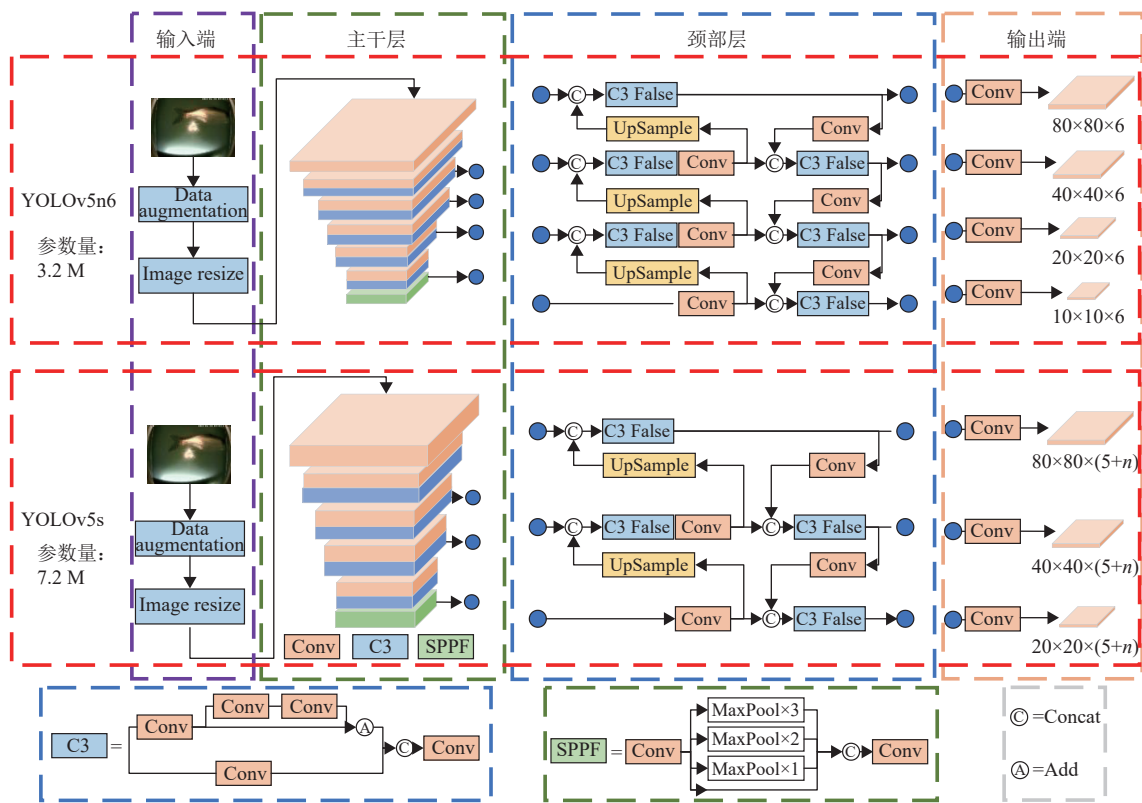 输入端
主干层
颈部层
输出端
YOLOv5n6
参数量：
3.2 M
Data
augmentation
Image resize
C
C3 False
UpSample
Conv
C
C3 False
Conv
C
C3 False
UpSample
Conv
C
C3 False
Conv
C
C3 False
UpSample
Conv
Conv
C
C3 False
Conv
80×80×6
Conv
40×40×6
Conv
20×20×6
Conv
10×10×6
YOLOv5s
参数量：
7.2 M
Data
augmentation
Image resize
Conv
C3
SPPF
C
C3 False
UpSample
Conv
C
C3 False
Conv
C
C3 False
UpSample
Conv
Conv
C
C3 False
Conv
80×80×(5+n)
Conv
40×40×(5+n)
Conv
20×20×(5+n)
C3
=
Conv
Conv
Conv
A
Conv
C
Conv
SPPF
=
Conv
MaxPool×3
MaxPool×2
MaxPool×1
C
Conv
C=Concat
A=Add